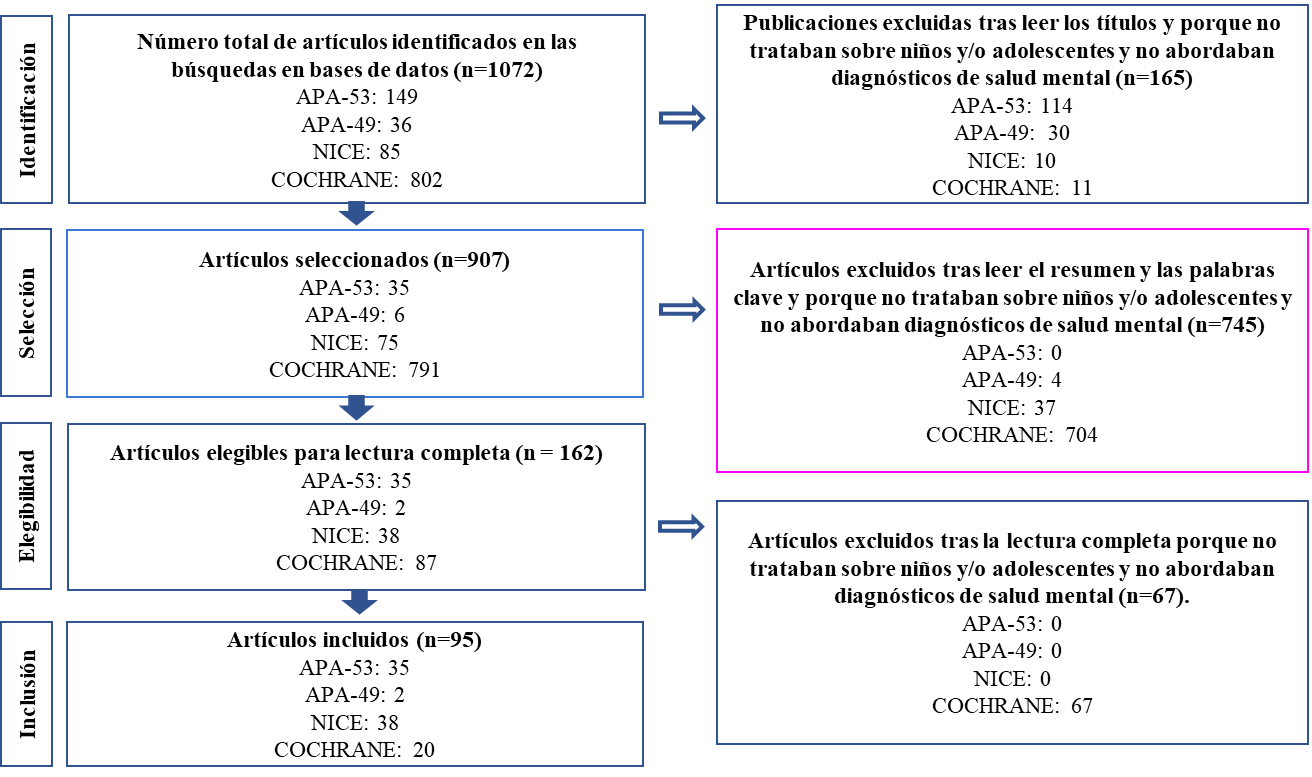 Identificación
Número total de artículos identificados en las
búsquedas en bases de datos (n=1072)
APA-53: 149
APA-49: 36
NICE: 85
COCHRANE: 802
Publicaciones excluidas tras leer los títulos y porque no
trataban sobre niños y/o adolescentes y no abordaban
diagnósticos de salud mental (n=165)
APA-53: 114
APA-49: 30
NICE: 10
COCHRANE: 11
Selección
Artículos seleccionados (n=907)
APA-53: 35
APA-49: 6
NICE: 75
COCHRANE: 791
Artículos excluidos tras leer el resumen y las palabras
clave y porque no trataban sobre niños y/o adolescentes y
no abordaban diagnósticos de salud mental (n=745)
APA-53: 0
APA-49: 4
NICE: 37
COCHRANE: 704
Elegibilidad
Artículos elegibles para lectura completa (n = 162)
APA-53: 35
APA-49: 2
NICE: 38
COCHRANE: 87
Artículos excluidos tras la lectura completa porque no
trataban sobre niños y/o adolescentes y no abordaban
diagnósticos de salud mental (n=67).
APA-53: 0
APA-49: 0
NICE: 0
COCHRANE: 67
Inclusión
Artículos incluidos (n=95)
APA-53: 35
APA-49: 2
NICE: 38
COCHRANE: 20